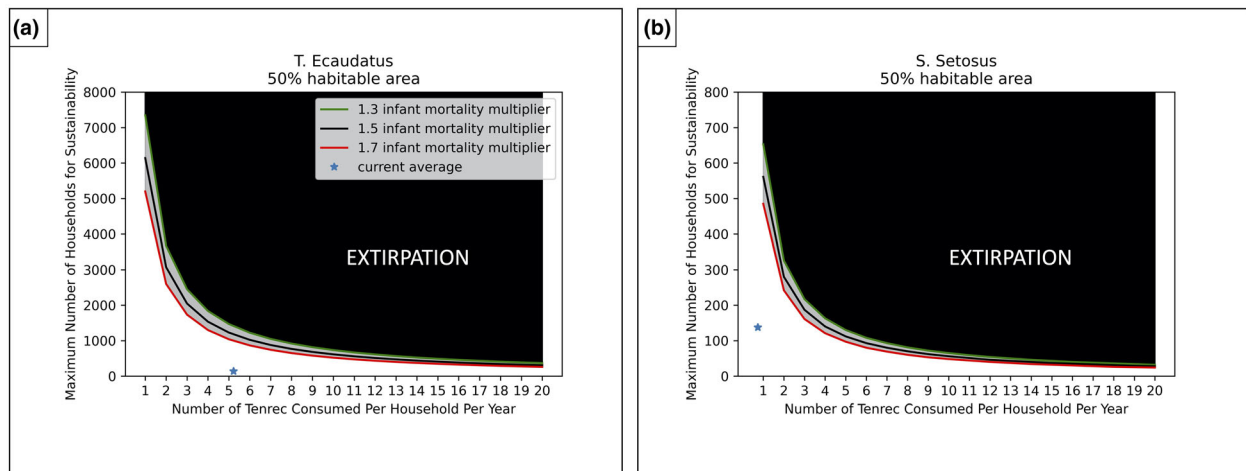 (a)
T. Ecaudatus
50% habitable area
Maximum Number of Households for Sustainability
8000
7000
6000
5000
4000
3000
2000
1000
0
1.3 infant mortality multiplier
1.5 infant mortality multiplier
1.7 infant mortality multiplier
current average
EXTIRPATION
1 2 3 4 5 6 7 8 9 10 11 12 13 14 15 16 17 18 19 20
Number of Tenrec Consumed Per Household Per Year
(b)
S. Setosus
50% habitable area
Maximum Number of Households for Sustainability
800
700
600
500
400
300
200
100
0
EXTIRPATION
1 2 3 4 5 6 7 8 9 10 11 12 13 14 15 16 17 18 19 20
Number of Tenrec Consumed Per Household Per Year